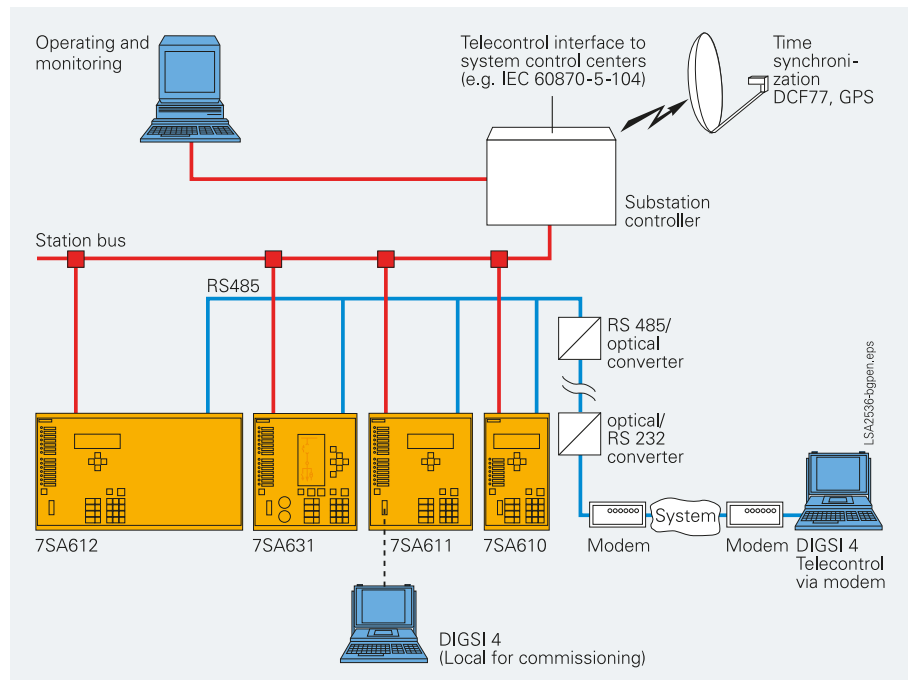 Operating and
monitoring
Telecontrol interface to
system control centers
(e.g. IEC 60870-5-104)
Time
synchroni-
zation
DCF77, GPS
Substation
controller
Station bus
RS485
RS 485/
optical
converter
optical/
RS 232
converter
LSA2536-bgpen.eps
7SA612
7SA631
7SA611
7SA610
Modem
System
Modem
DIGSI 4
Telecontrol
via modem
DIGSI 4
(Local for commissioning)